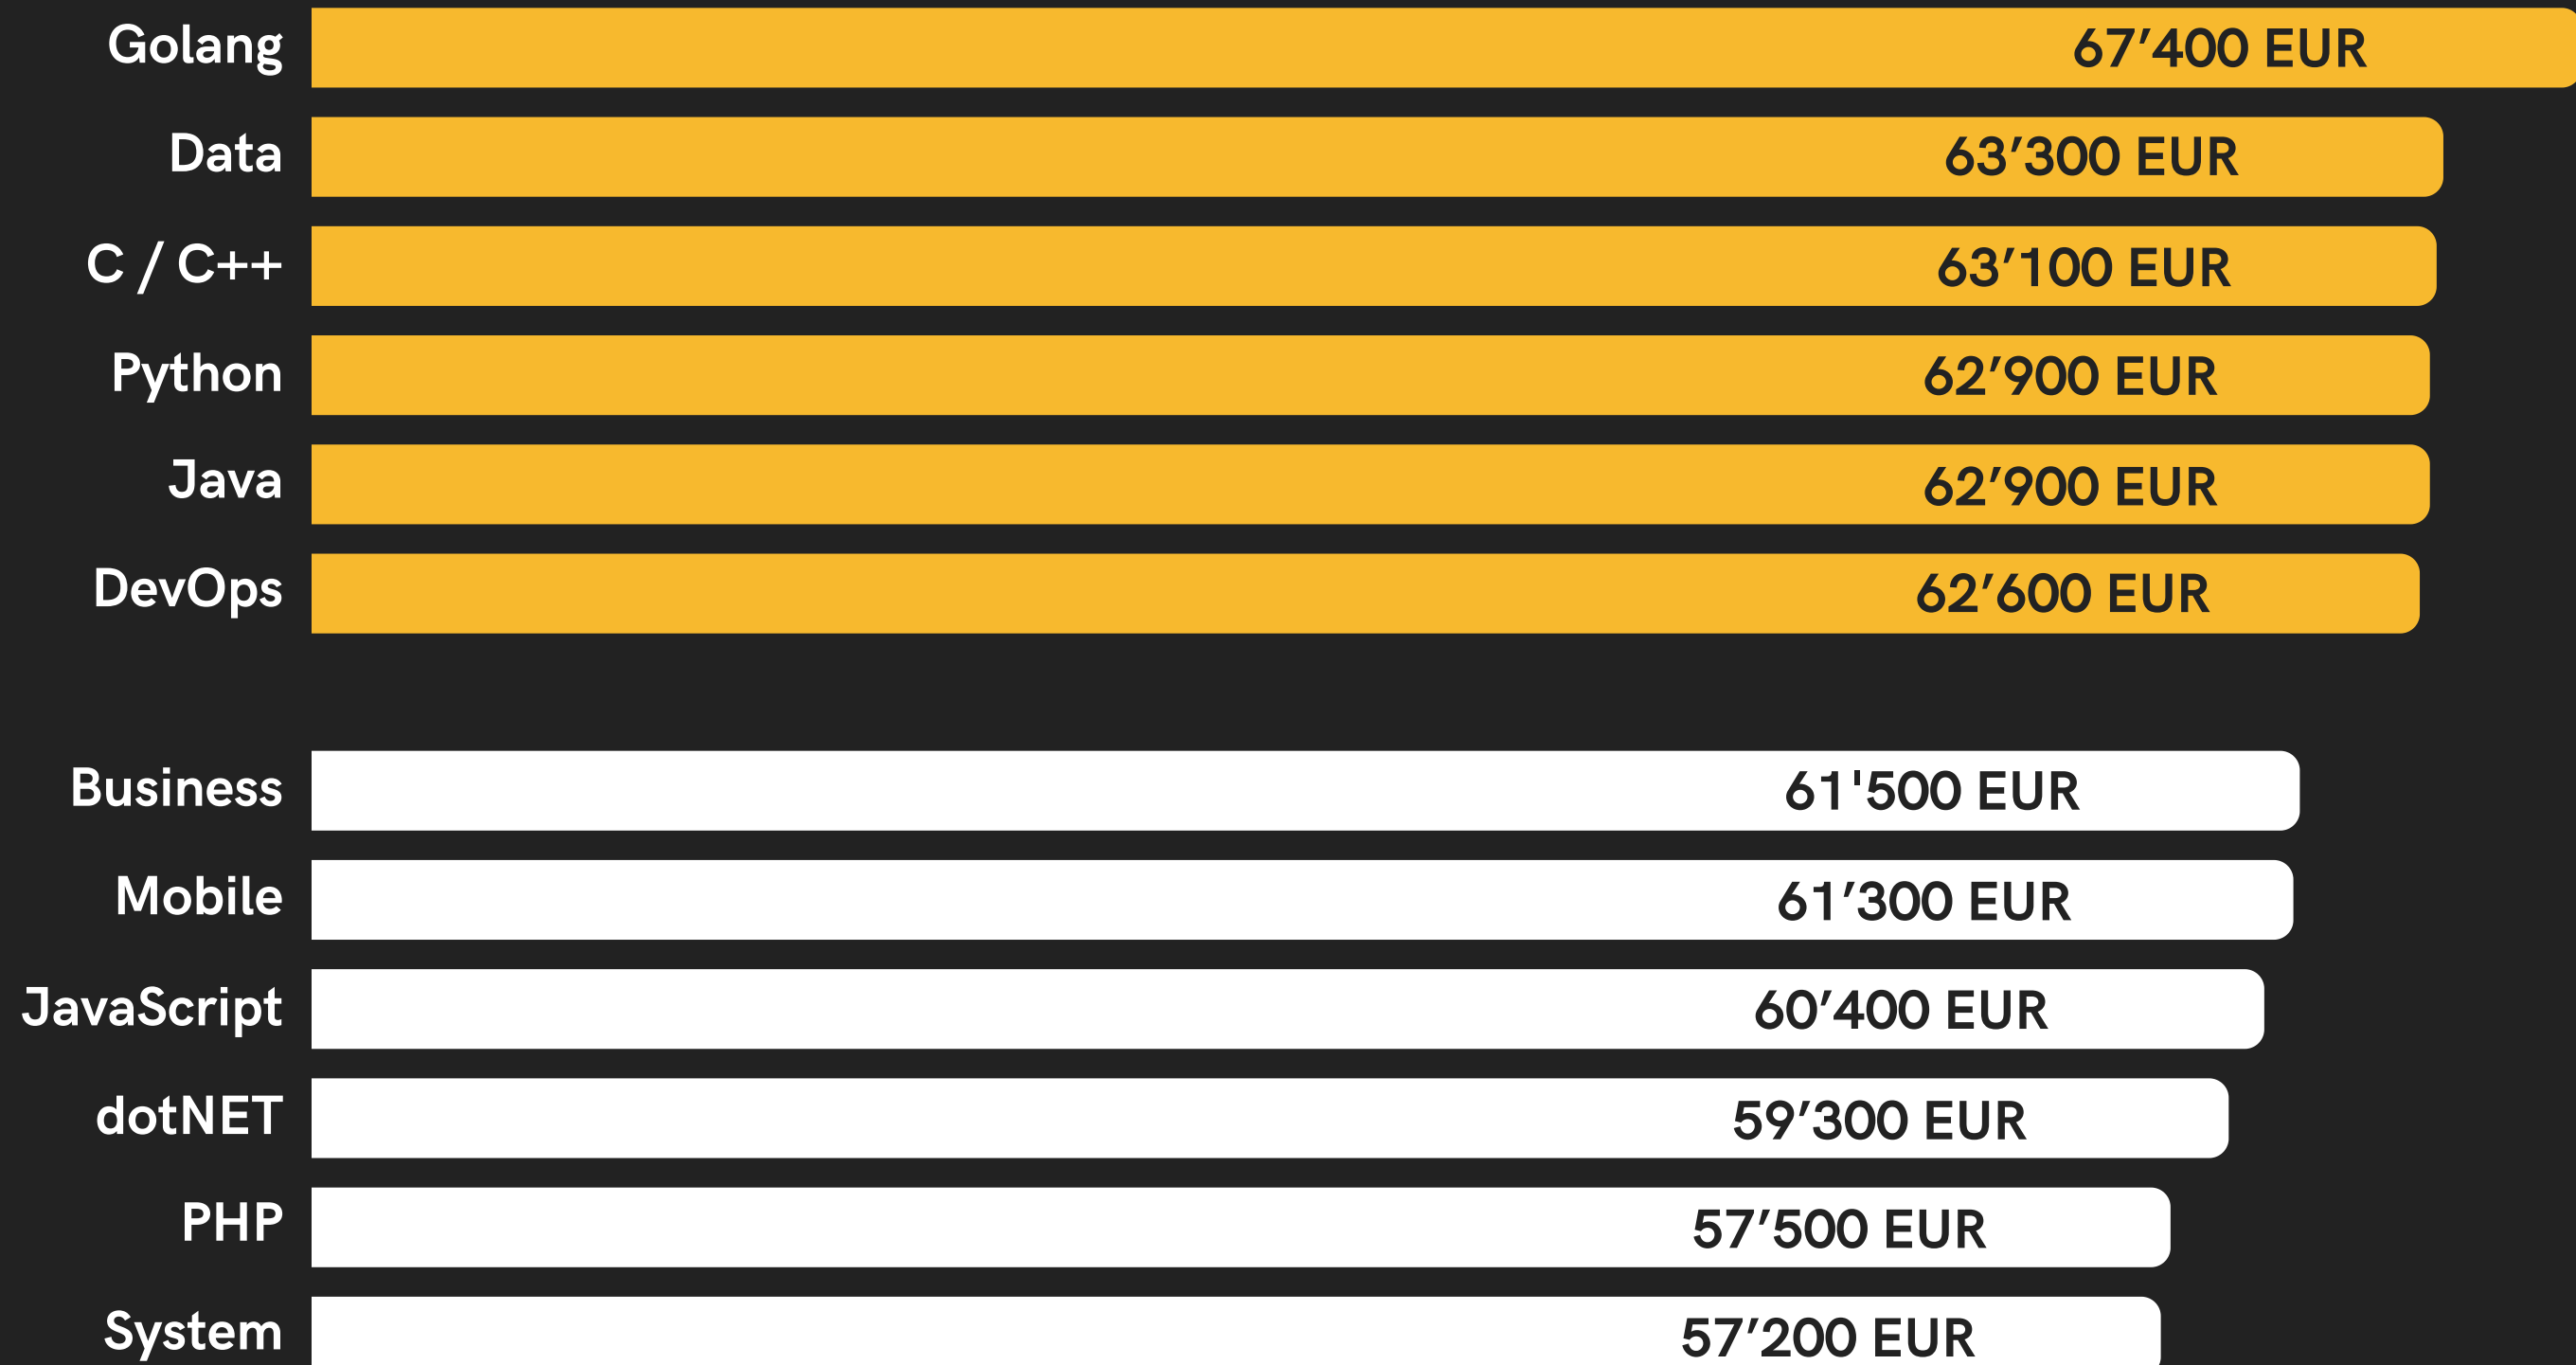 Golang 67’400 EUR
Data 63’300 EUR
C / C++ 63’100 EUR
Python 62’900 EUR
Java 62’900 EUR
DevOps 62’600 EUR
Business 61'500 EUR
Mobile 61’300 EUR
JavaScript 60’400 EUR
dotNET 59’300 EUR
PHP 57’500 EUR
System 57’200 EUR